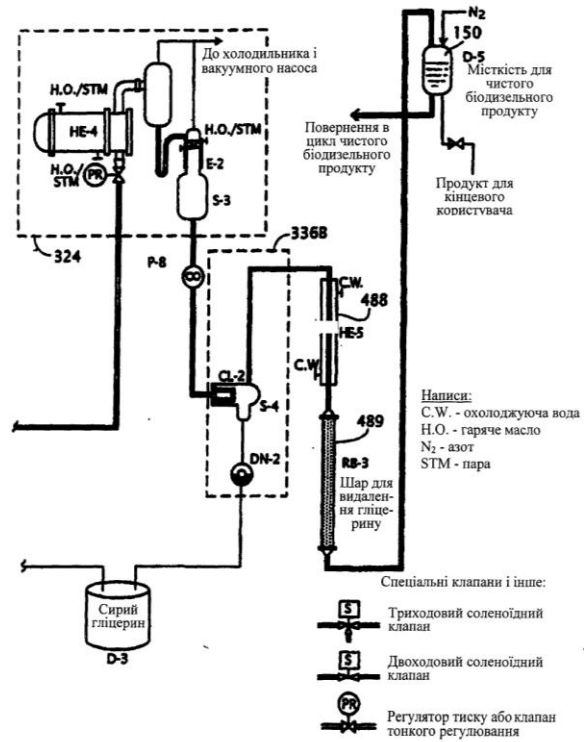 N₂
150
D-5
До холодильника і
вакуумного насоса
Місткість для
чистого
біодизельного
продукту
H.O./STM
HE-4
H.O./STM
E-2
Повернення в
цикл чистого
біодизельного
продукту
H.O./
STM
PR
S-3
Продукт для
кінцевого
користувача
324
P-8
336B
C.W.
488
HE-5
CL-2
C.W
S-4
Написи:
C.W. - охолоджуюча вода
H.O. - гаряче масло
N₂ - азот
STM - пара
489
DN-2
RB-3
Шар для
видален-
ня гліце-
рину
Сирий
гліцерин
D-3
Спеціальні клапани і інше:
S
Триходовий соленоїдний
клапан
S
Двоходовий соленоїдний
клапан
PR
Регулятор тиску або клапан
тонкого регулювання